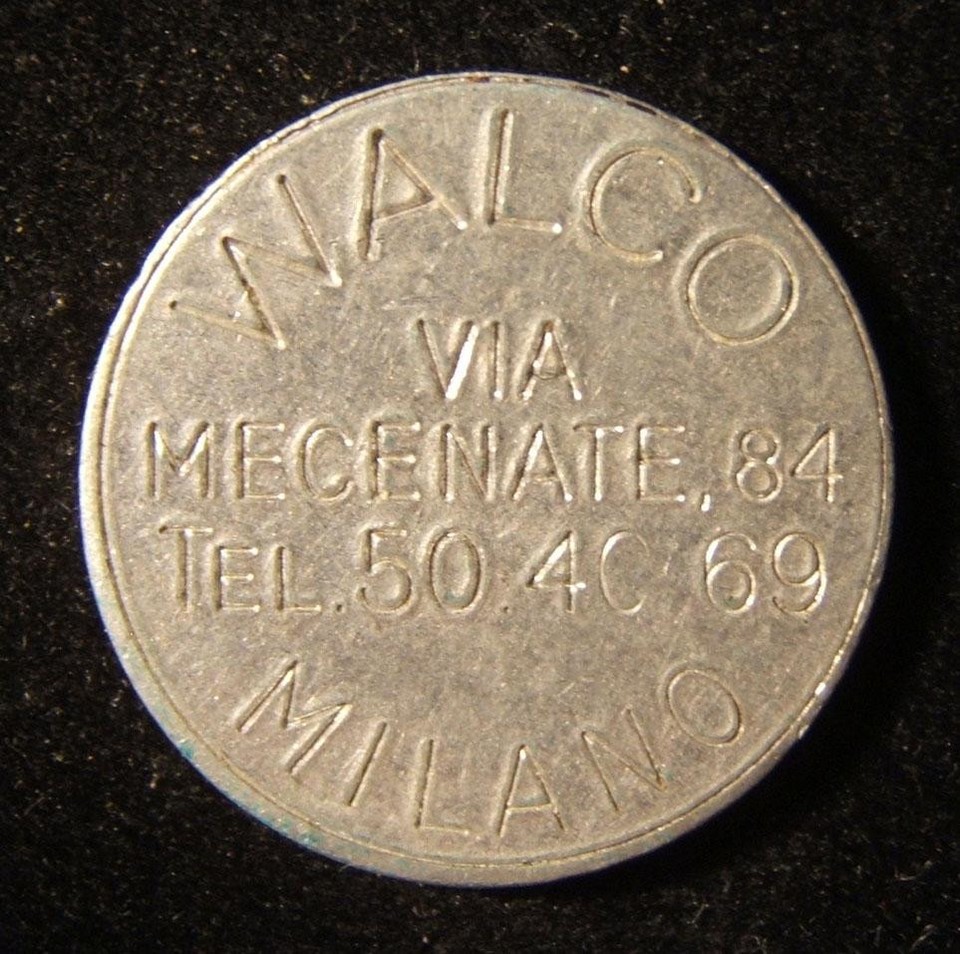 WALCO
VIA
MECENATE, 84
TEL. 50.40 69
MILANO